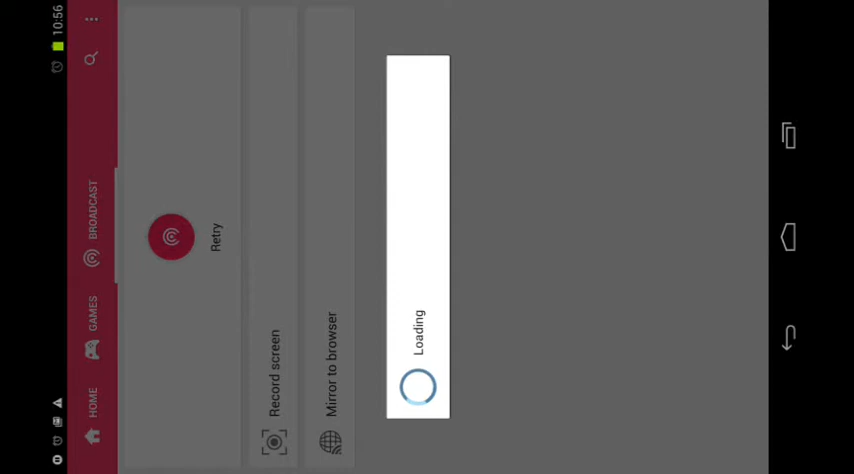 10:56
HOME
GAMES
BROADCAST
Retry
Record screen
Mirror to browser
Loading